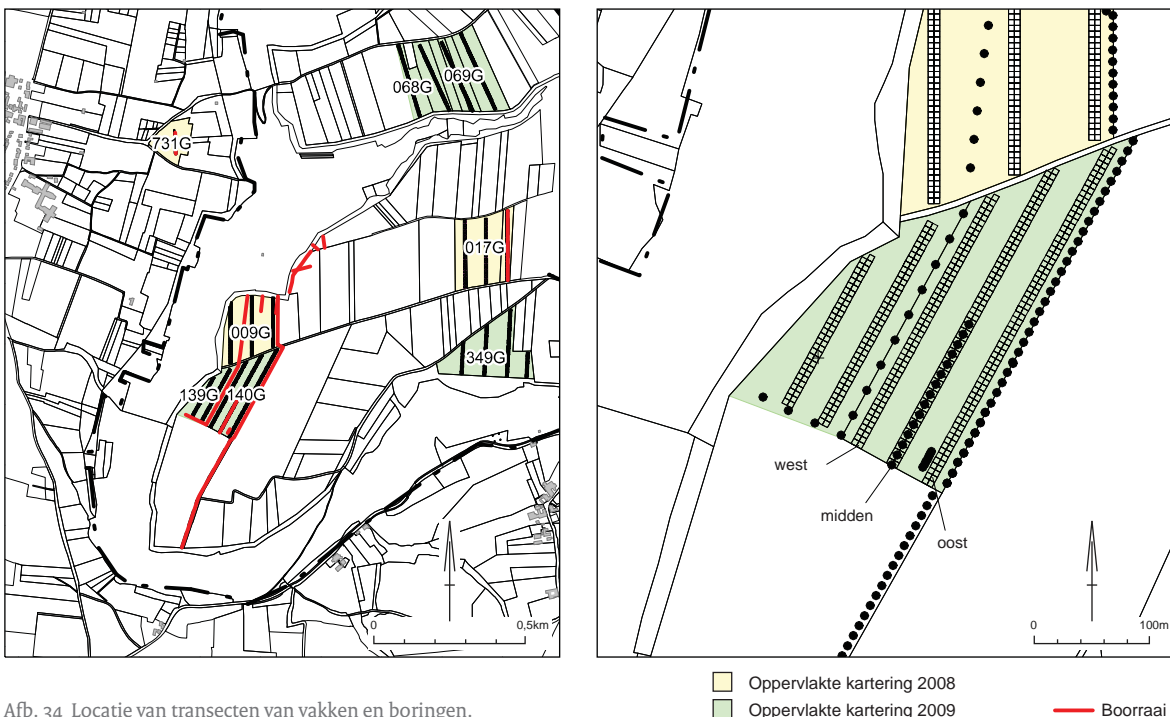 068G
069G
731G
017G
009G
349G
139G
140G
0
0,5km
west
midden
oost
0
100m
Oppervlakte kartering 2008
Oppervlakte kartering 2009
Boorraai
Afb. 34 Locatie van transecten van vakken en boringen.